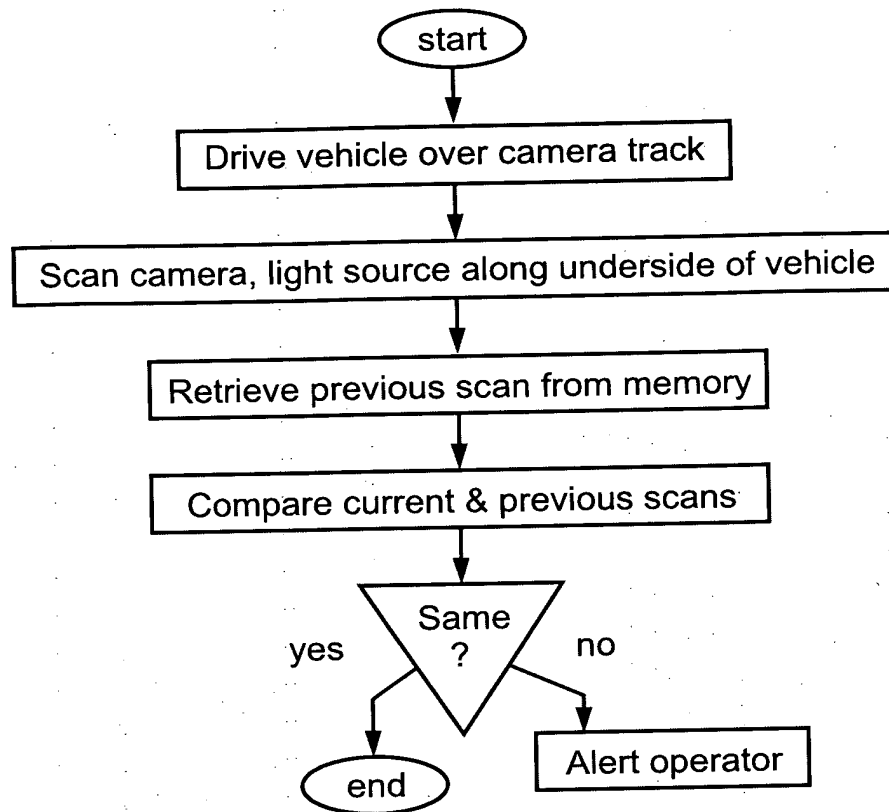 start
Drive vehicle over camera track
Scan camera, light source along underside of vehicle
Retrieve previous scan from memory
Compare current & previous scans
Same
?
yes
no
end
Alert operator